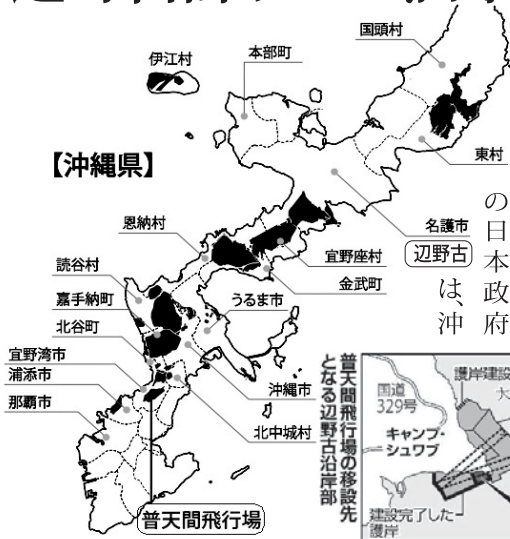 国頭村
本部町
伊江村
【沖縄県】
東村
恩納村
名護市
辺野古
宜野座村
金武町
読谷村
嘉手納町
うるま市
北谷町
宜野湾市
浦添市
沖縄市
那覇市
北中城村
普天間飛行場
の日本政府
は、沖
普天間飛行場の移設先
となる辺野古沿岸部
護岸建設
国道
329号
大
キャンプ・
シュワブ
建設完了した
護岸